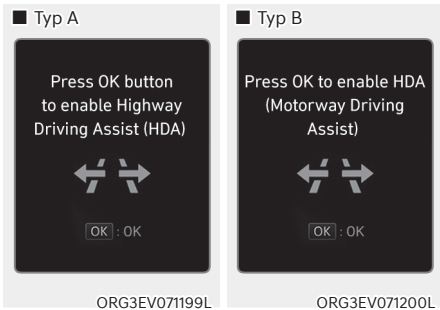 ■ Typ A
Press OK button
to enable Highway
Driving Assist (HDA)
OK : OK
ORG3EV071199L
■ Typ B
Press OK to enable HDA
(Motorway Driving
Assist)
OK : OK
ORG3EV071200L